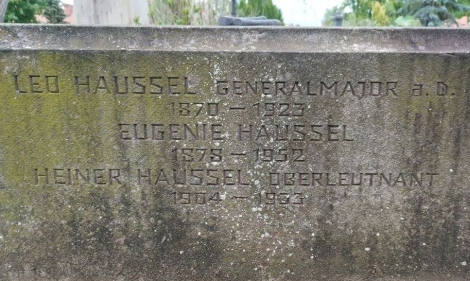 LEO HAUSSEL GENERALMAJOR a.D.
1870 – 1923
EUGENIE HAUSSEL
1878 – 1952
HEINER HAUSSEL OBERLEUTNANT
1904 – 1933